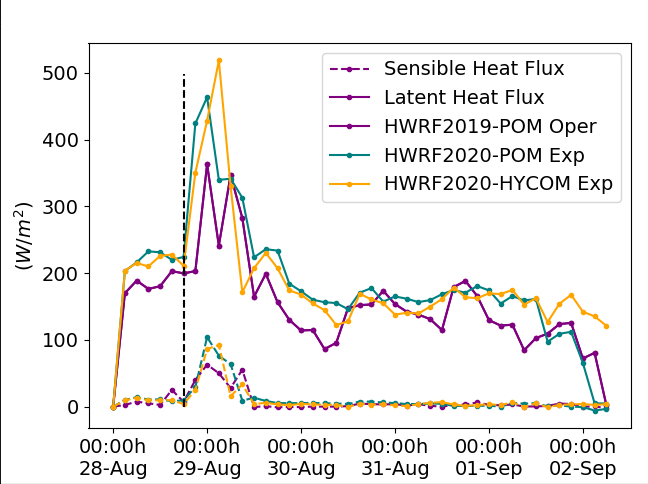 500
400
300
200
100
0
(W/m²)
Sensible Heat Flux
Latent Heat Flux
HWRF2019-POM Oper
HWRF2020-POM Exp
HWRF2020-HYCOM Exp
00:00h 00:00h 00:00h 00:00h 00:00h 00:00h
28-Aug 29-Aug 30-Aug 31-Aug 01-Sep 02-Sep